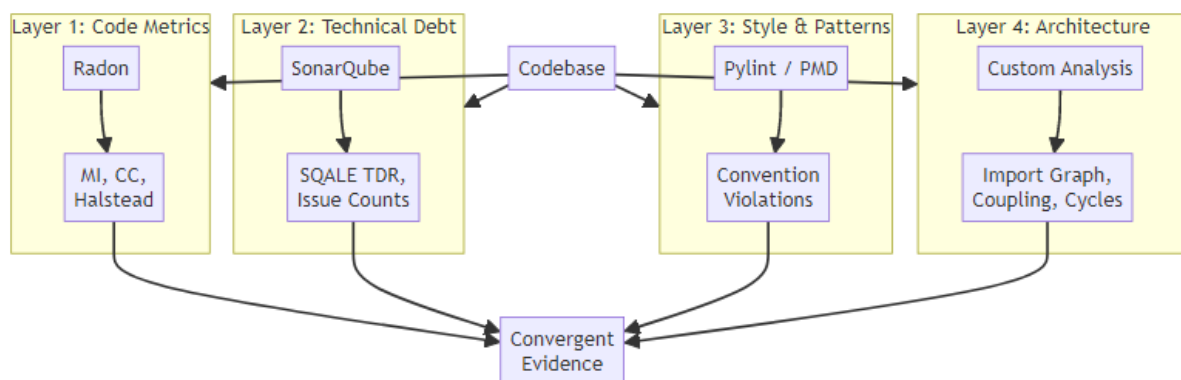 Layer 1: Code Metrics
Layer 2: Technical Debt
Layer 3: Style & Patterns
Layer 4: Architecture
Radon
SonarQube
Codebase
Pylint / PMD
Custom Analysis
MI, CC,
Halstead
SQALE TDR,
Issue Counts
Convention
Violations
Import Graph,
Coupling, Cycles
Convergent
Evidence